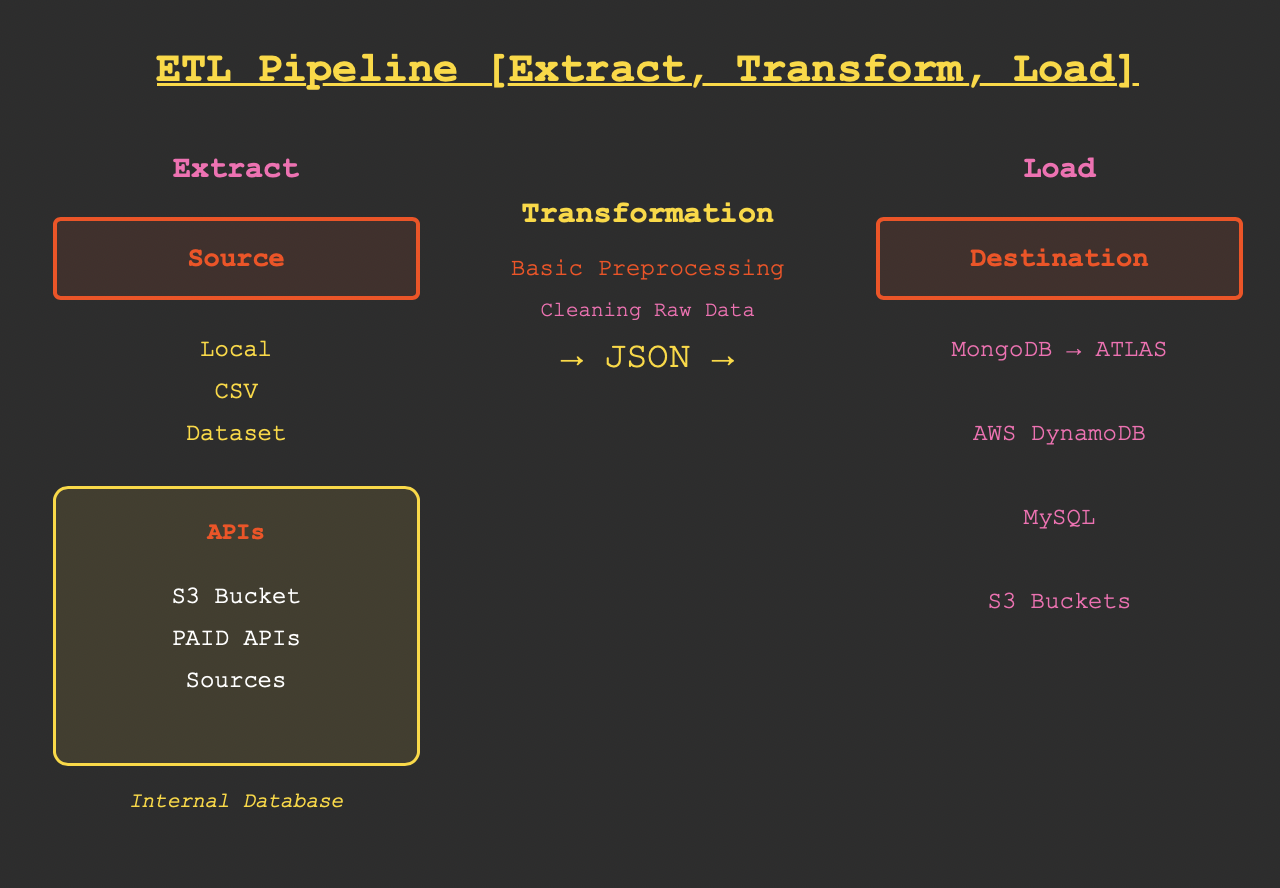 ETL Pipeline [Extract, Transform, Load]
Extract
Source
Local
CSV
Dataset
APIs
S3 Bucket
PAID APIs
Sources
Internal Database
Transformation
Basic Preprocessing
Cleaning Raw Data
→ JSON →
Load
Destination
MongoDB → ATLAS
AWS DynamoDB
MySQL
S3 Buckets